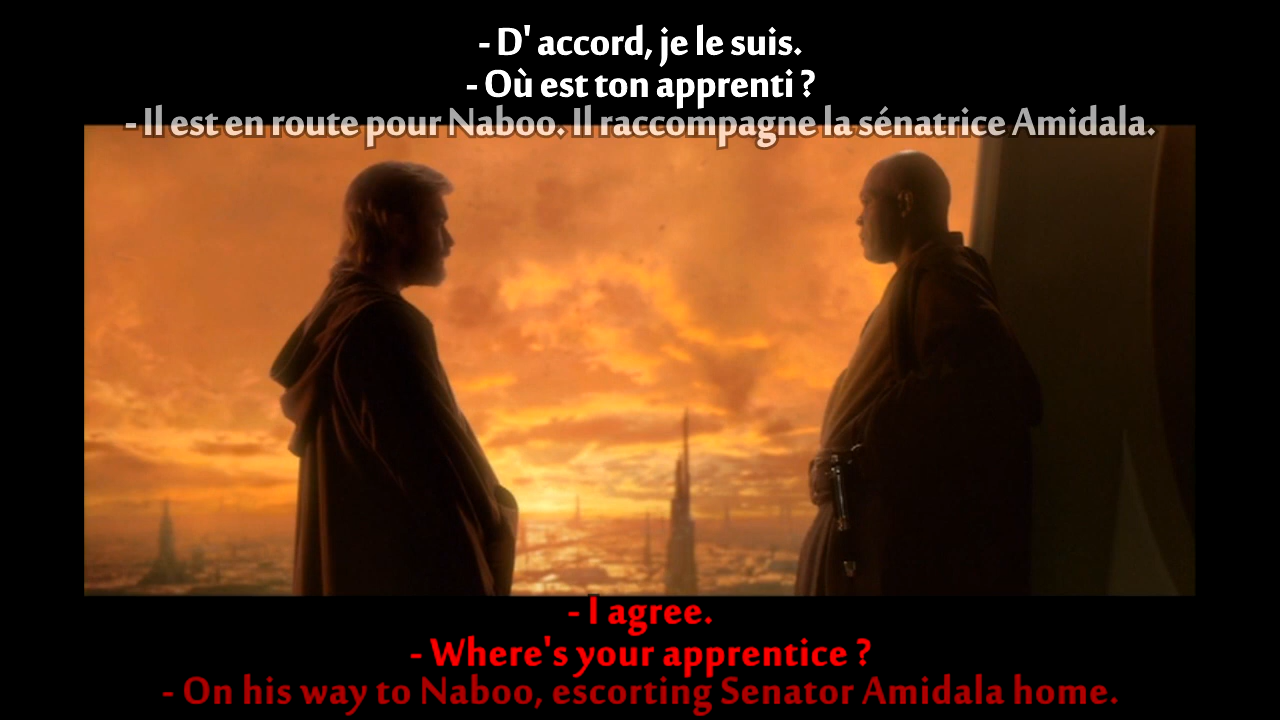 - D' accord, je le suis.
- Où est ton apprenti ?
- Il est en route pour Naboo. Il raccompagne la sénatrice Amidala.
- I agree.
- Where's your apprentice ?
- On his way to Naboo, escorting Senator Amidala home.